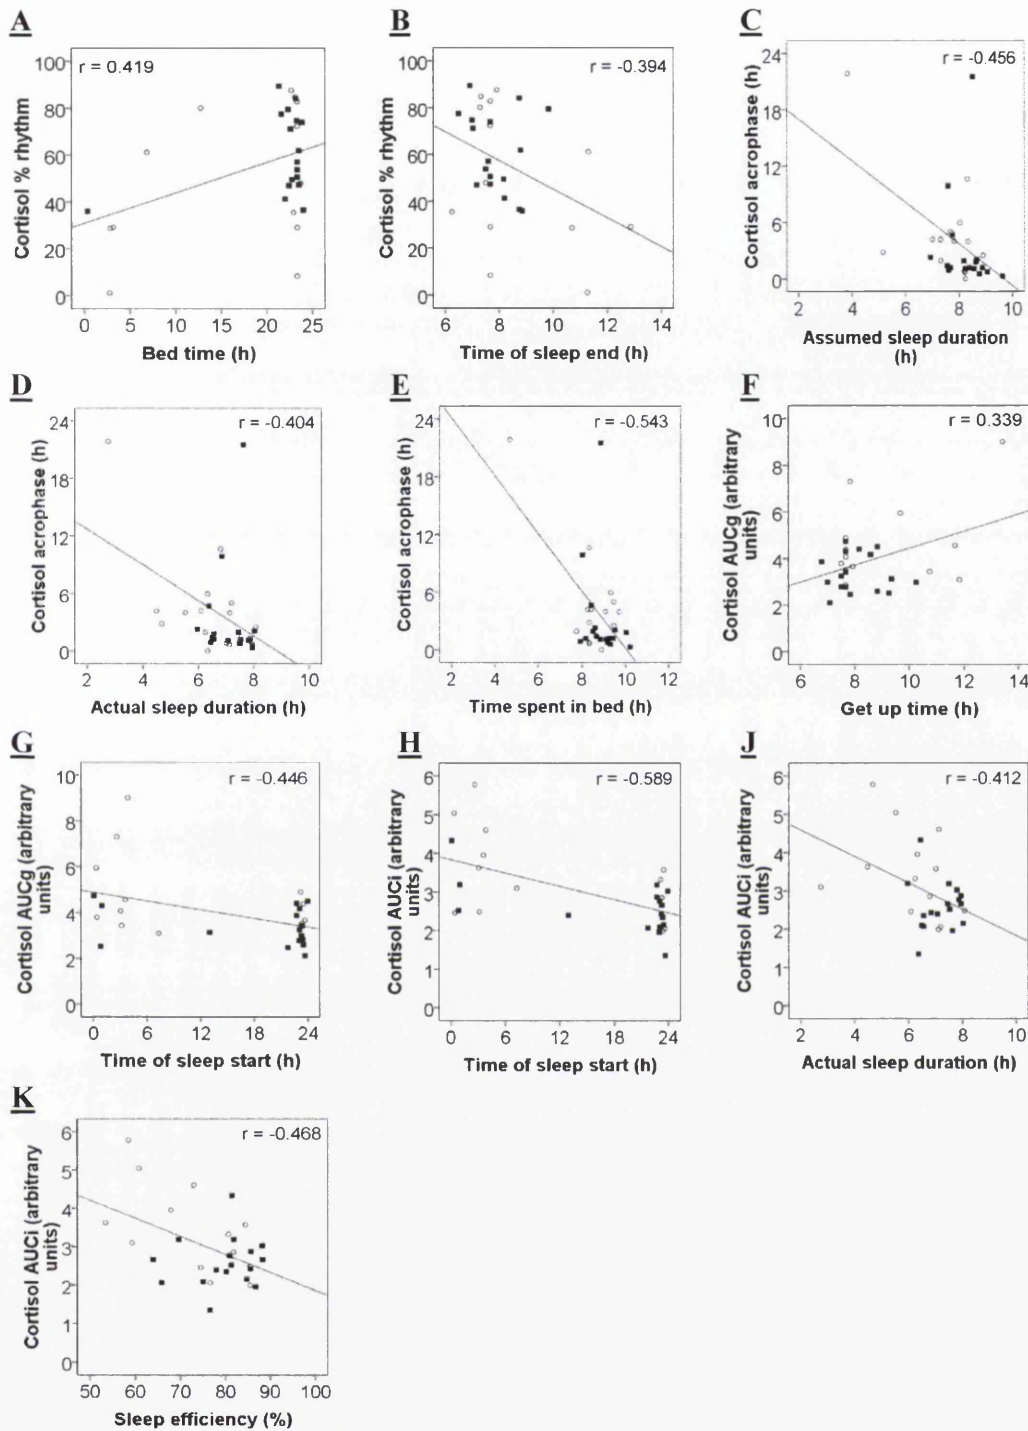 A
r = 0.419
Cortisol % rhythm
100
80
60
40
20
0
0 5 10 15 20 25
Bed time (h)
B
r = -0.394
Cortisol % rhythm
100
80
60
40
20
0
6 8 10 12 14
Time of sleep end (h)
C
r = -0.456
Cortisol acrophase (h)
24
18
12
6
0
2 4 6 8 10
Assumed sleep duration
(h)
D
r = -0.404
Cortisol acrophase (h)
24
18
12
6
0
2 4 6 8 10
Actual sleep duration (h)
E
r = -0.543
Cortisol acrophase (h)
24
18
12
6
0
2 4 6 8 10 12
Time spent in bed (h)
F
r = 0.339
Cortisol AUCg (arbitrary
units)
10
8
6
4
2
0
6 8 10 12 14
Get up time (h)
G
r = -0.446
Cortisol AUCg (arbitrary
units)
10
8
6
4
2
0
0 6 12 18 24
Time of sleep start (h)
H
r = -0.589
Cortisol AUCi (arbitrary
units)
6
5
4
3
2
1
0
0 6 12 18 24
Time of sleep start (h)
J
r = -0.412
Cortisol AUCi (arbitrary
units)
6
5
4
3
2
1
0
2 4 6 8 10
Actual sleep duration (h)
K
r = -0.468
Cortisol AUCi (arbitrary
units)
6
5
4
3
2
1
0
50 60 70 80 90 100
Sleep efficiency (%)